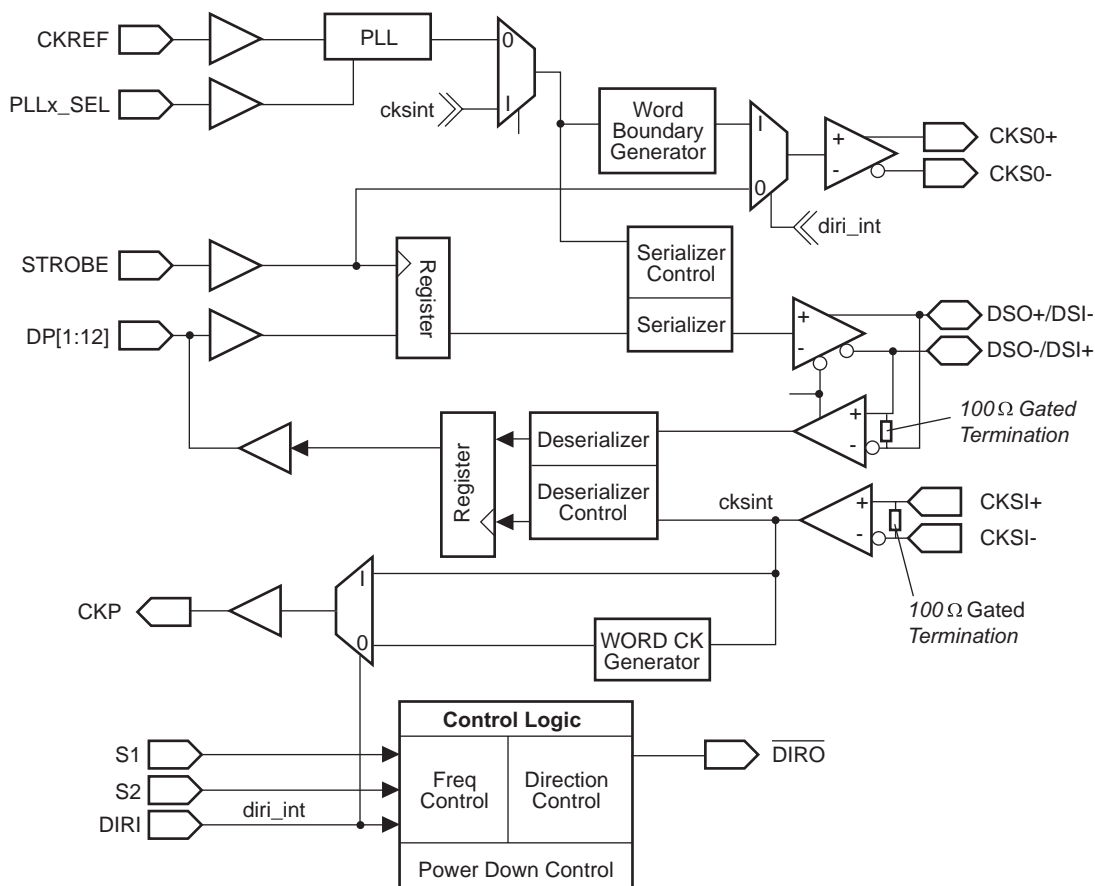 CKREF
PLL
0
PLLx_SEL
cksint
I
Word
Boundary
Generator
I
0
+
-
CKS0+
CKS0-
diri_int
STROBE
Register
Serializer
Control
Serializer
DP[1:12]
+
-
DSO+/DSI-
DSO-/DSI+
100 Ω Gated
Termination
Register
Deserializer
Deserializer
Control
+
-
cksint
+
-
CKSI+
CKSI-
100 Ω Gated
Termination
CKP
I
0
WORD CK
Generator
Control Logic
S1
S2
DIRI
diri_int
Freq
Control
Direction
Control
Power Down Control
DIRO